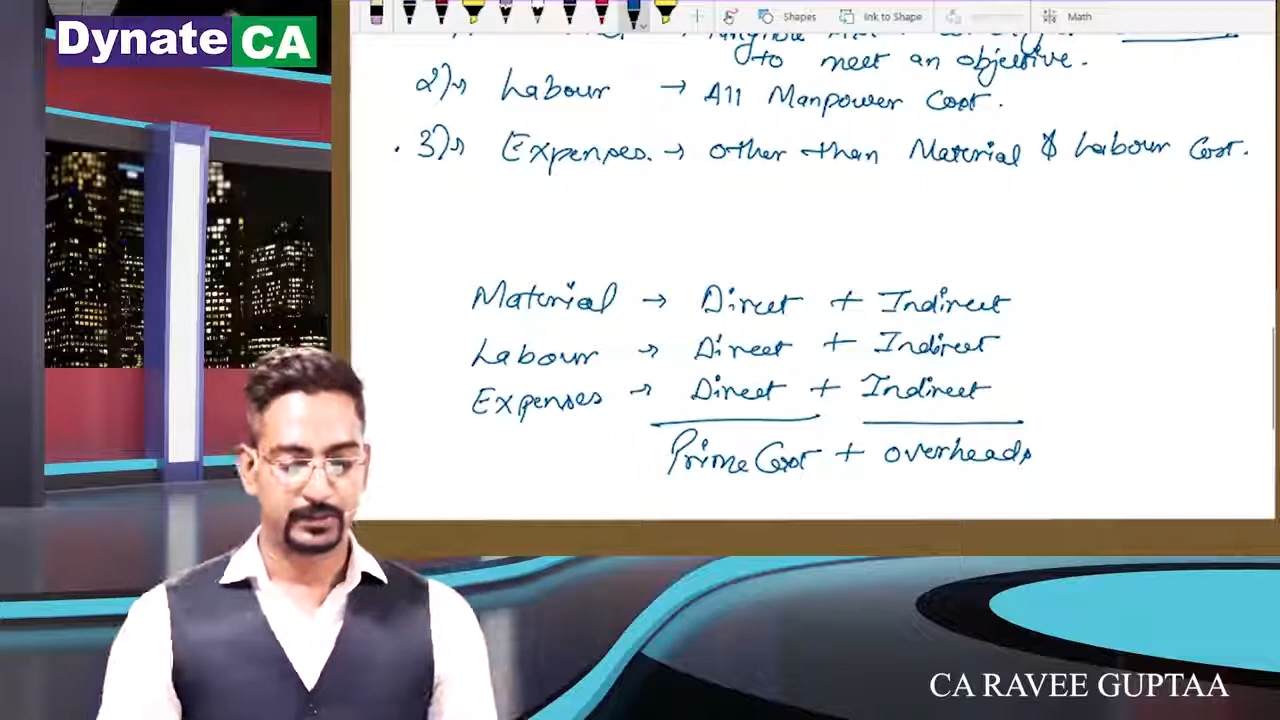 Dynate CA
Shapes
Ink to Shape
Math
to meet an objective.
2) Labour → All Manpower Cost.
3) Expenses. → other than Material & Labour Cost.
Material → Direct + Indirect
Labour → Direct + Indirect
Expenses → Direct + Indirect
Prime Cost + overheads
CA RAVEE GUPTAA